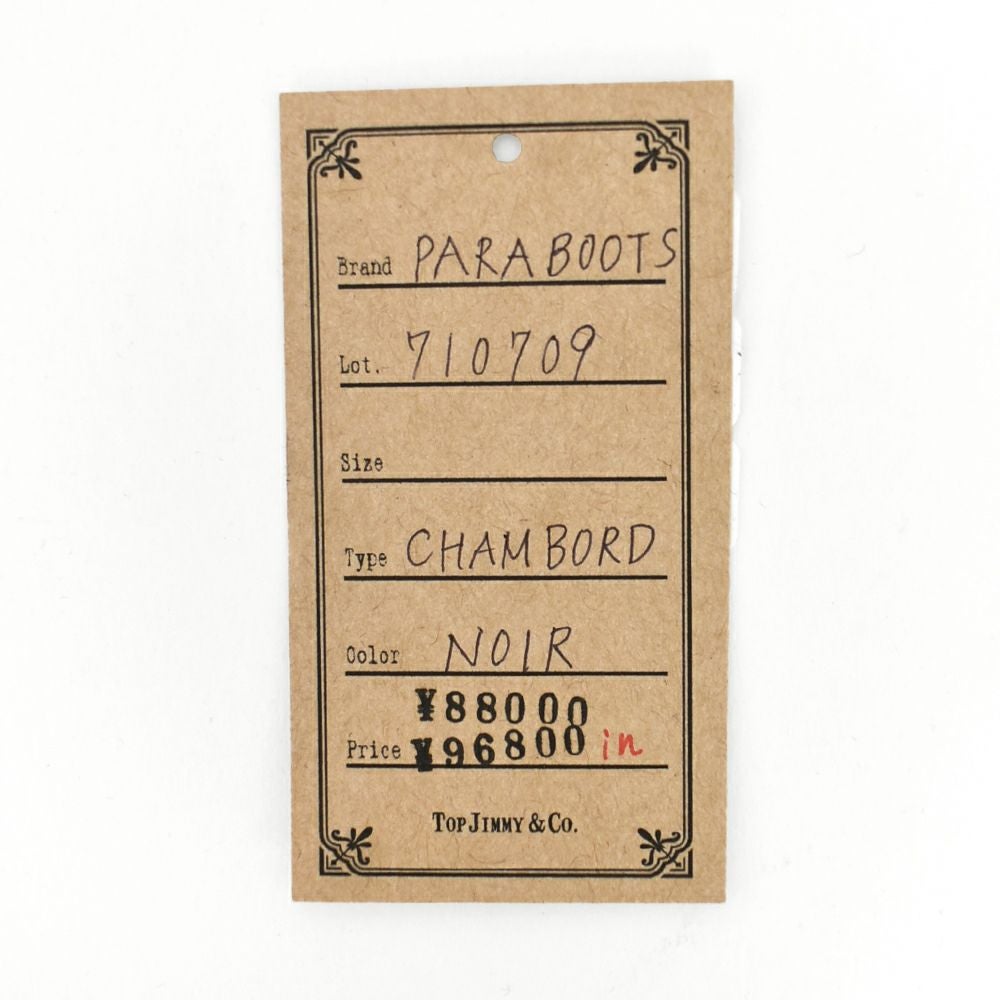 Brand PARA BOOTS
Lot. 710709
Size
Type CHAMBORD
Color NOIR
¥88000
Price ¥96800 in
TOP JIMMY & CO.